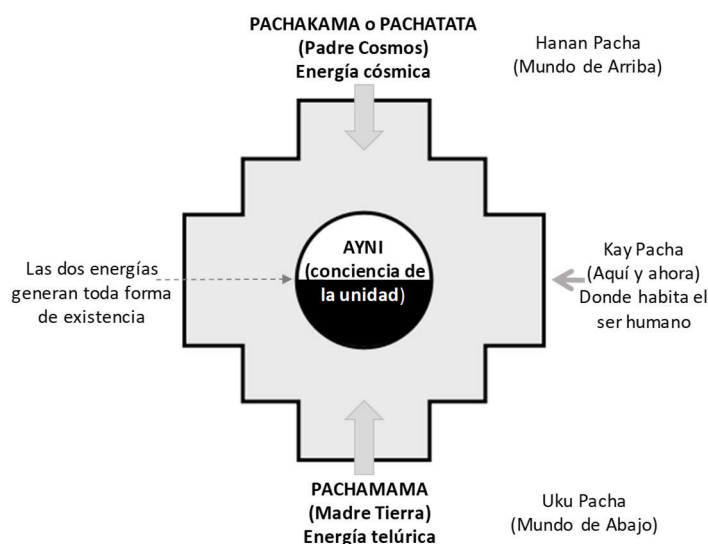 PACHAKAMA o PACHATATA
(Padre Cosmos)
Energía cósmica
Hanan Pacha
(Mundo de Arriba)
AYNI
(conciencia de
la unidad)
Las dos energías
generan toda forma
de existencia
Kay Pacha
(Aquí y ahora)
Donde habita el
ser humano
PACHAMAMA
(Madre Tierra)
Energía telúrica
Uku Pacha
(Mundo de Abajo)